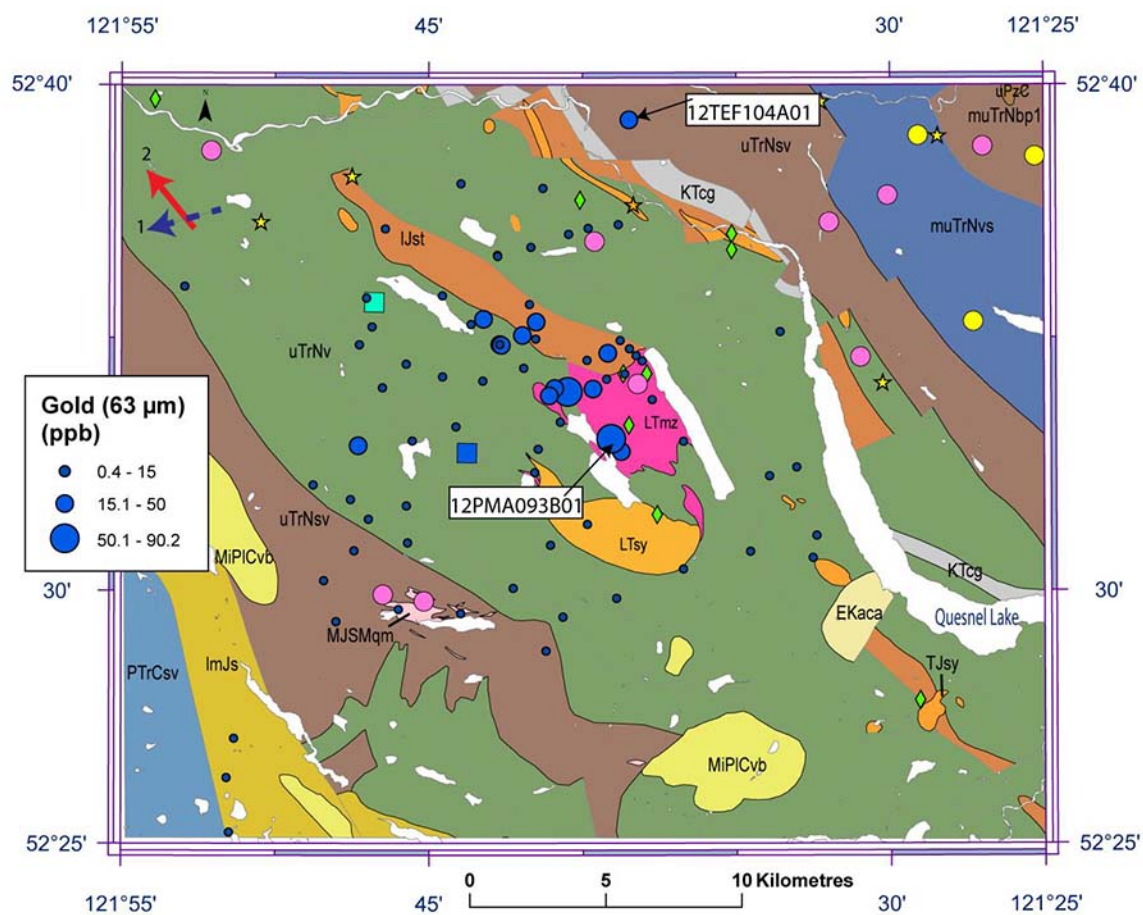 121°55' 45' 30' 121°25'
52°40' 52°40'
N
12TEF104A01
uPzC
muTrNbp1
uTrNsv
2
KTcg
1
muTrNvs
IJst
uTrNv
Gold (63 µm)
(ppb)
0.4 - 15
15.1 - 50
50.1 - 90.2
LTmz
12PMA093B01
uTrNsv
LTsy
MiPlCvb
KTcg
30' 30'
EKaca
Quesnel Lake
MJSMqm
lmJs
PTrCsv
TJsy
MiPlCvb
52°25' 52°25'
121°55' 45' 30' 121°25'
0 5 10 Kilometres